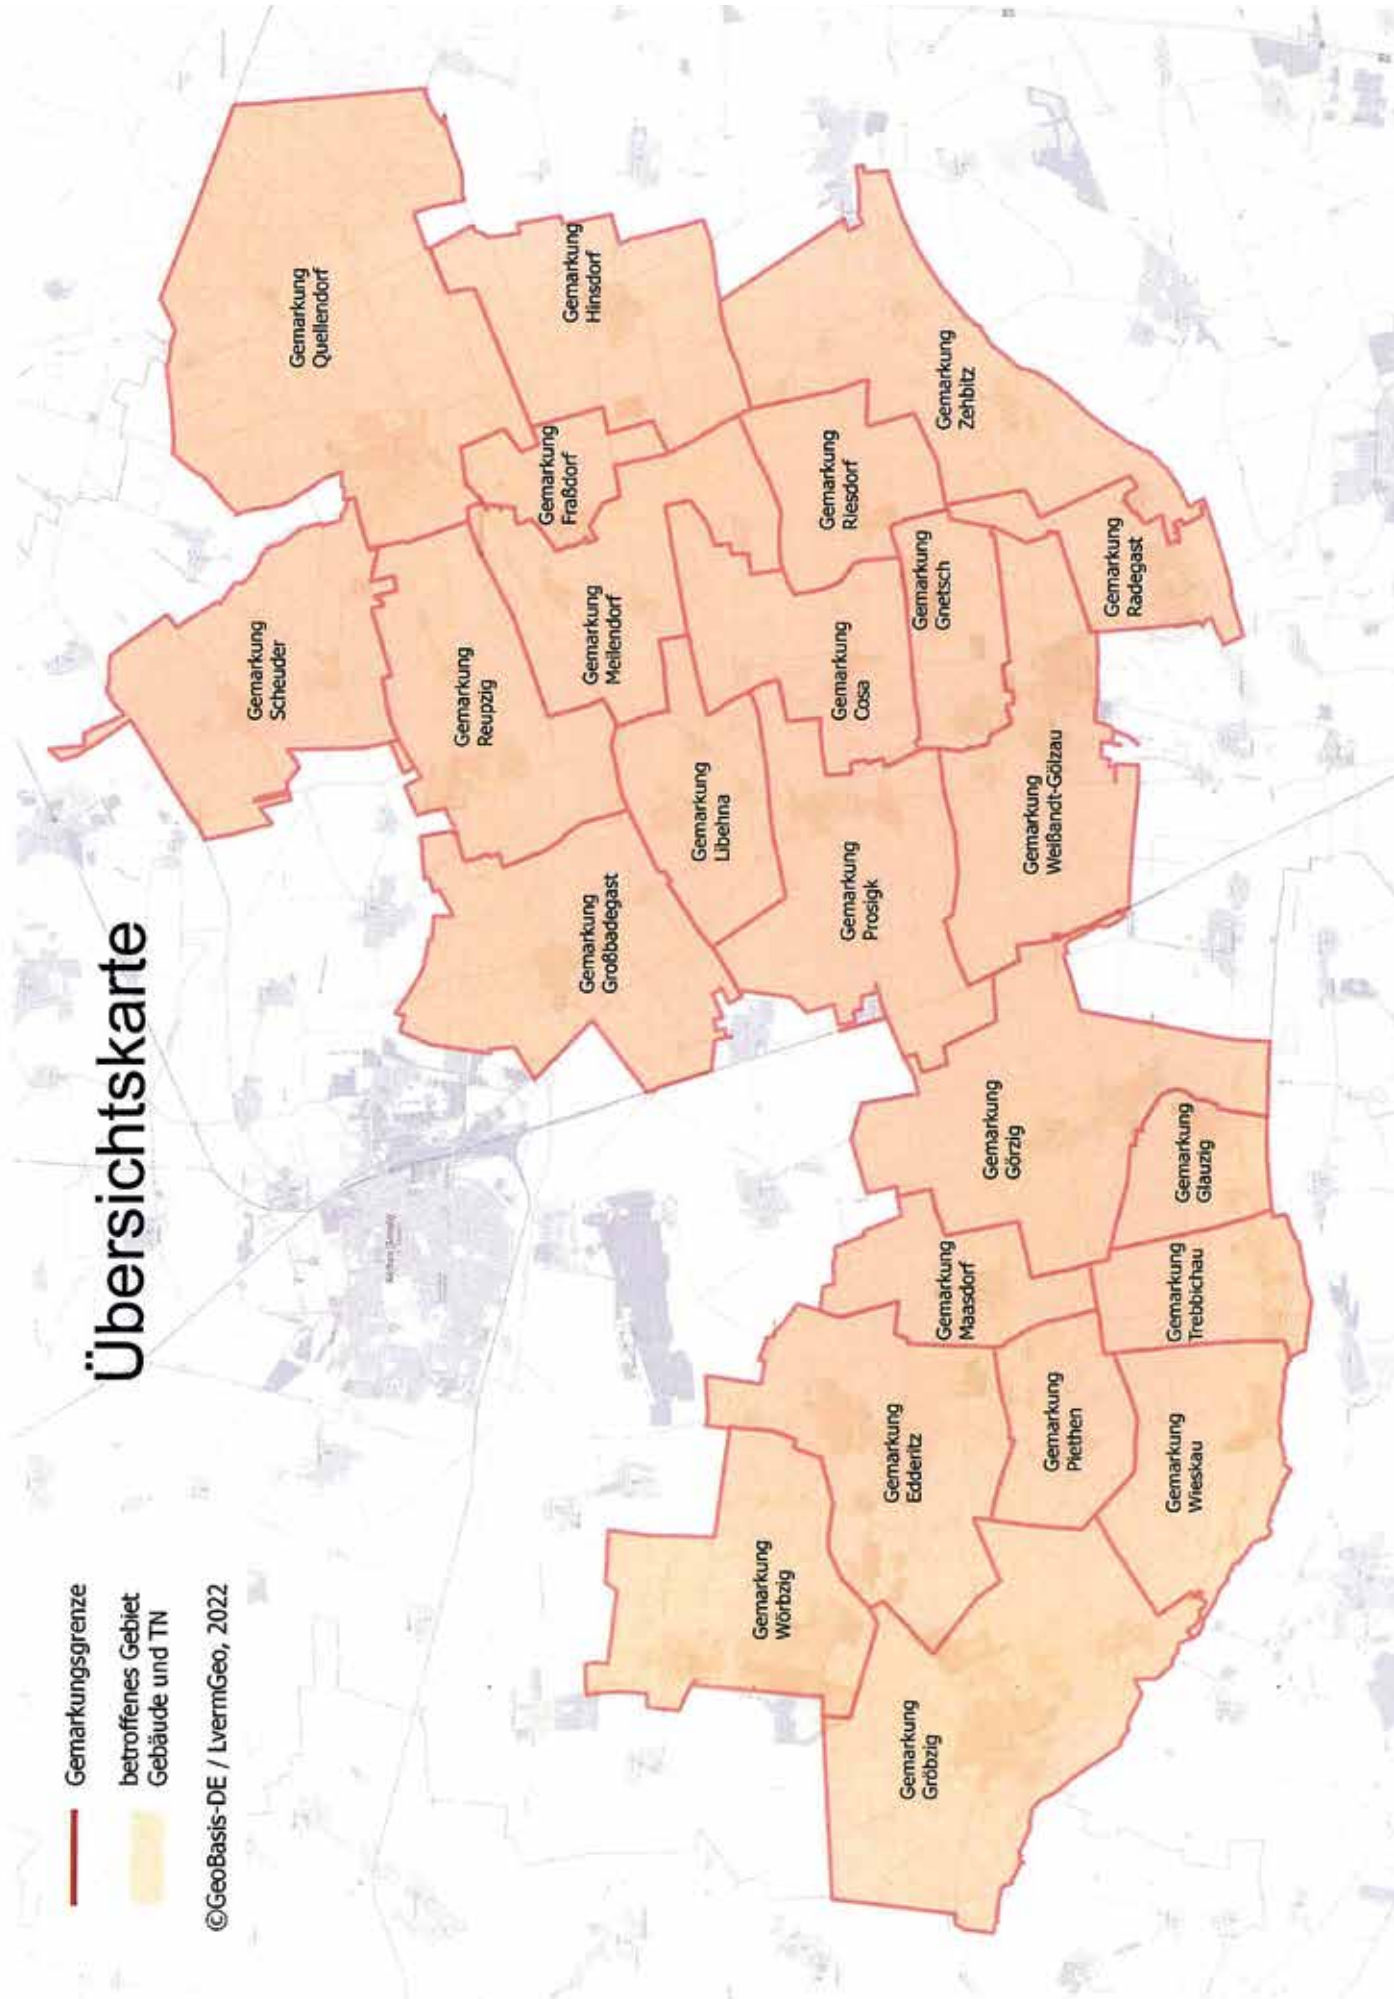 Übersichtskarte
Gemarkungsgrenze
betroffenes Gebiet
Gebäude und TN
©GeoBasis-DE / LvermGeo, 2022
Gemarkung
Scheuder
Gemarkung
Quellendorf
Gemarkung
Reupzig
Gemarkung
Fraßdorf
Gemarkung
Hinsdorf
Gemarkung
Großbadegast
Gemarkung
Meilendorf
Gemarkung
Libehna
Gemarkung
Wörbzig
Gemarkung
Prosigk
Gemarkung
Cosa
Gemarkung
Riesdorf
Gemarkung
Gröbzig
Gemarkung
Edderitz
Gemarkung
Maasdorf
Gemarkung
Görzig
Gemarkung
Gnetsch
Gemarkung
Zehbitz
Gemarkung
Piethen
Gemarkung
Weißandt-Gölzau
Gemarkung
Radegast
Gemarkung
Wieskau
Gemarkung
Trebbichau
Gemarkung
Glauzig